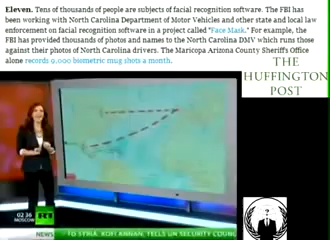 Eleven. Tens of thousands of people are subjects of facial recognition software. The FBI has
been working with North Carolina Department of Motor Vehicles and other state and local law
enforcement on facial recognition software in a project called "Face Mask." For example, the
FBI has provided thousands of photos and names to the North Carolina DMV which runs those
against their photos of North Carolina drivers. The Maricopa Arizona County Sheriff's Office
alone records 9,000 biometric mug shots a month.
THE
HUFFINGTON
POST
02:36
MOSCOW
RT
NEWS
TO SYRIA, KOFI ANNAN, TELLS UN SECURITY COUNC